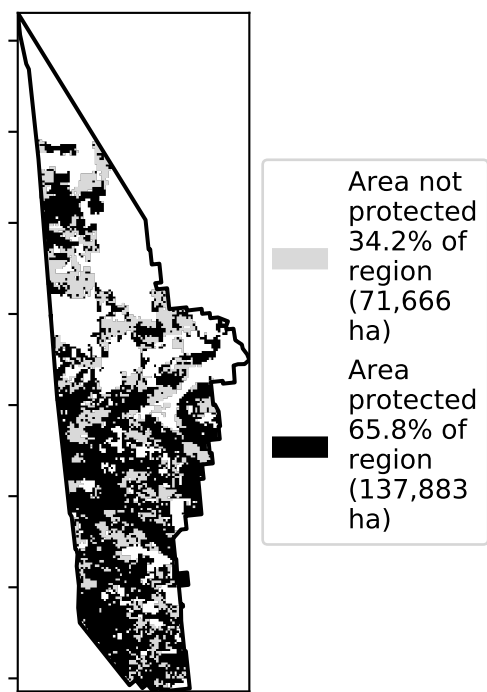 Area not
protected
34.2% of
region
(71,666
ha)
Area
protected
65.8% of
region
(137,883
ha)